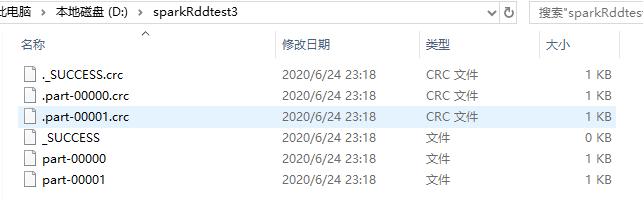 此电脑 本地磁盘 (D:) sparkRddtest3 搜索"sparkRddtest3
名称 修改日期 类型 大小
._SUCCESS.crc 2020/6/24 23:18 CRC 文件 1 KB
.part-00000.crc 2020/6/24 23:18 CRC 文件 1 KB
.part-00001.crc 2020/6/24 23:18 CRC 文件 1 KB
_SUCCESS 2020/6/24 23:18 文件 0 KB
part-00000 2020/6/24 23:18 文件 1 KB
part-00001 2020/6/24 23:18 文件 1 KB